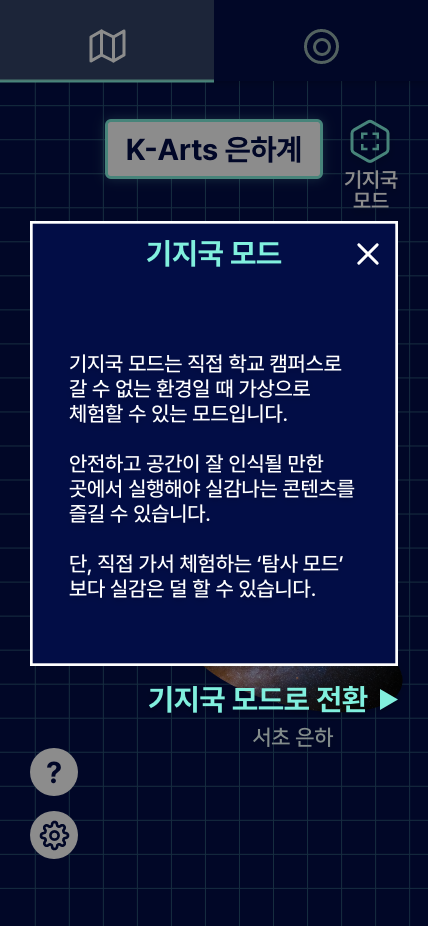 K-Arts 은하계
기지국
모드
기지국 모드
기지국 모드는 직접 학교 캠퍼스로
갈 수 없는 환경일 때 가상으로
체험할 수 있는 모드입니다.
안전하고 공간이 잘 인식될 만한
곳에서 실행해야 실감나는 콘텐츠를
즐길 수 있습니다.
단, 직접 가서 체험하는 ‘탐사 모드’
보다 실감은 덜 할 수 있습니다.
기지국 모드로 전환
서초 은하
?